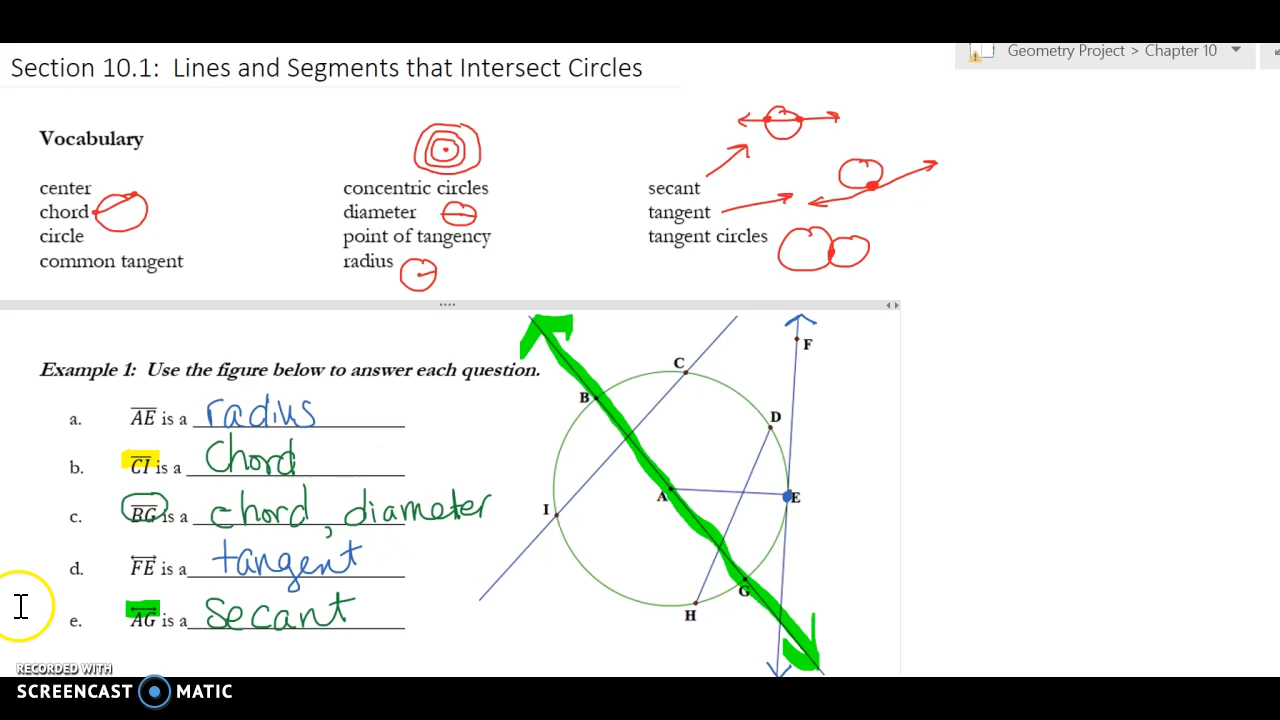 Geometry Project > Chapter 10
Section 10.1: Lines and Segments that Intersect Circles
Vocabulary
center
chord
circle
common tangent
concentric circles
diameter
point of tangency
radius
secant
tangent
tangent circles
Example 1: Use the figure below to answer each question.
a. AE is a radius
b. CI is a chord
c. BG is a chord, diameter
d. FE is a tangent
e. AG is a secant
F
C
B
D
A
E
I
G
H
RECORDED WITH
SCREENCAST MATIC